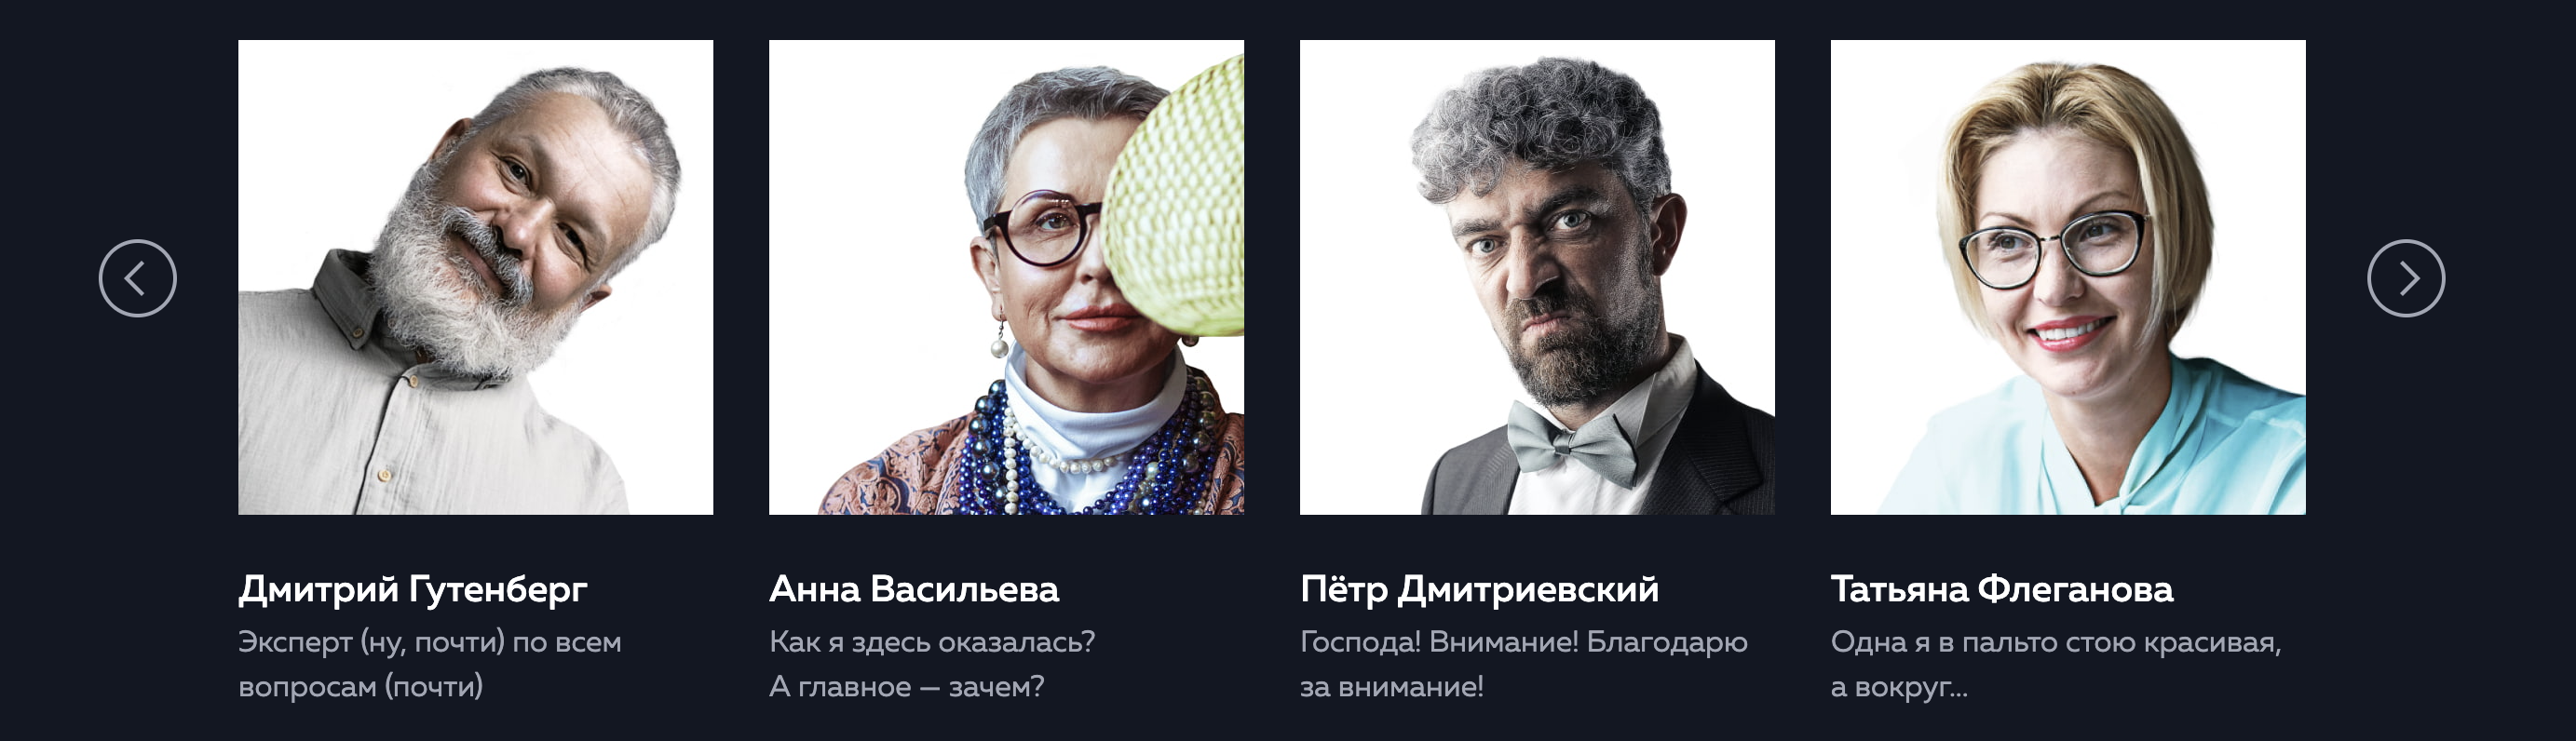 Дмитрий Гутенберг
Эксперт (ну, почти) по всем
вопросам (почти)
Анна Васильева
Как я здесь оказалась?
А главное — зачем?
Пётр Дмитриевский
Господа! Внимание! Благодарю
за внимание!
Татьяна Флеганова
Одна я в пальто стою красивая,
а вокруг...